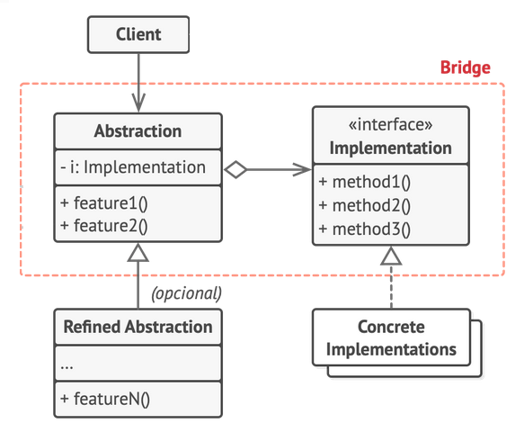 Client
Bridge
Abstraction
- i: Implementation
+ feature1()
+ feature2()
«interface»
Implementation
+ method1()
+ method2()
+ method3()
(opcional)
Refined Abstraction
...
+ featureN()
Concrete
Implementations